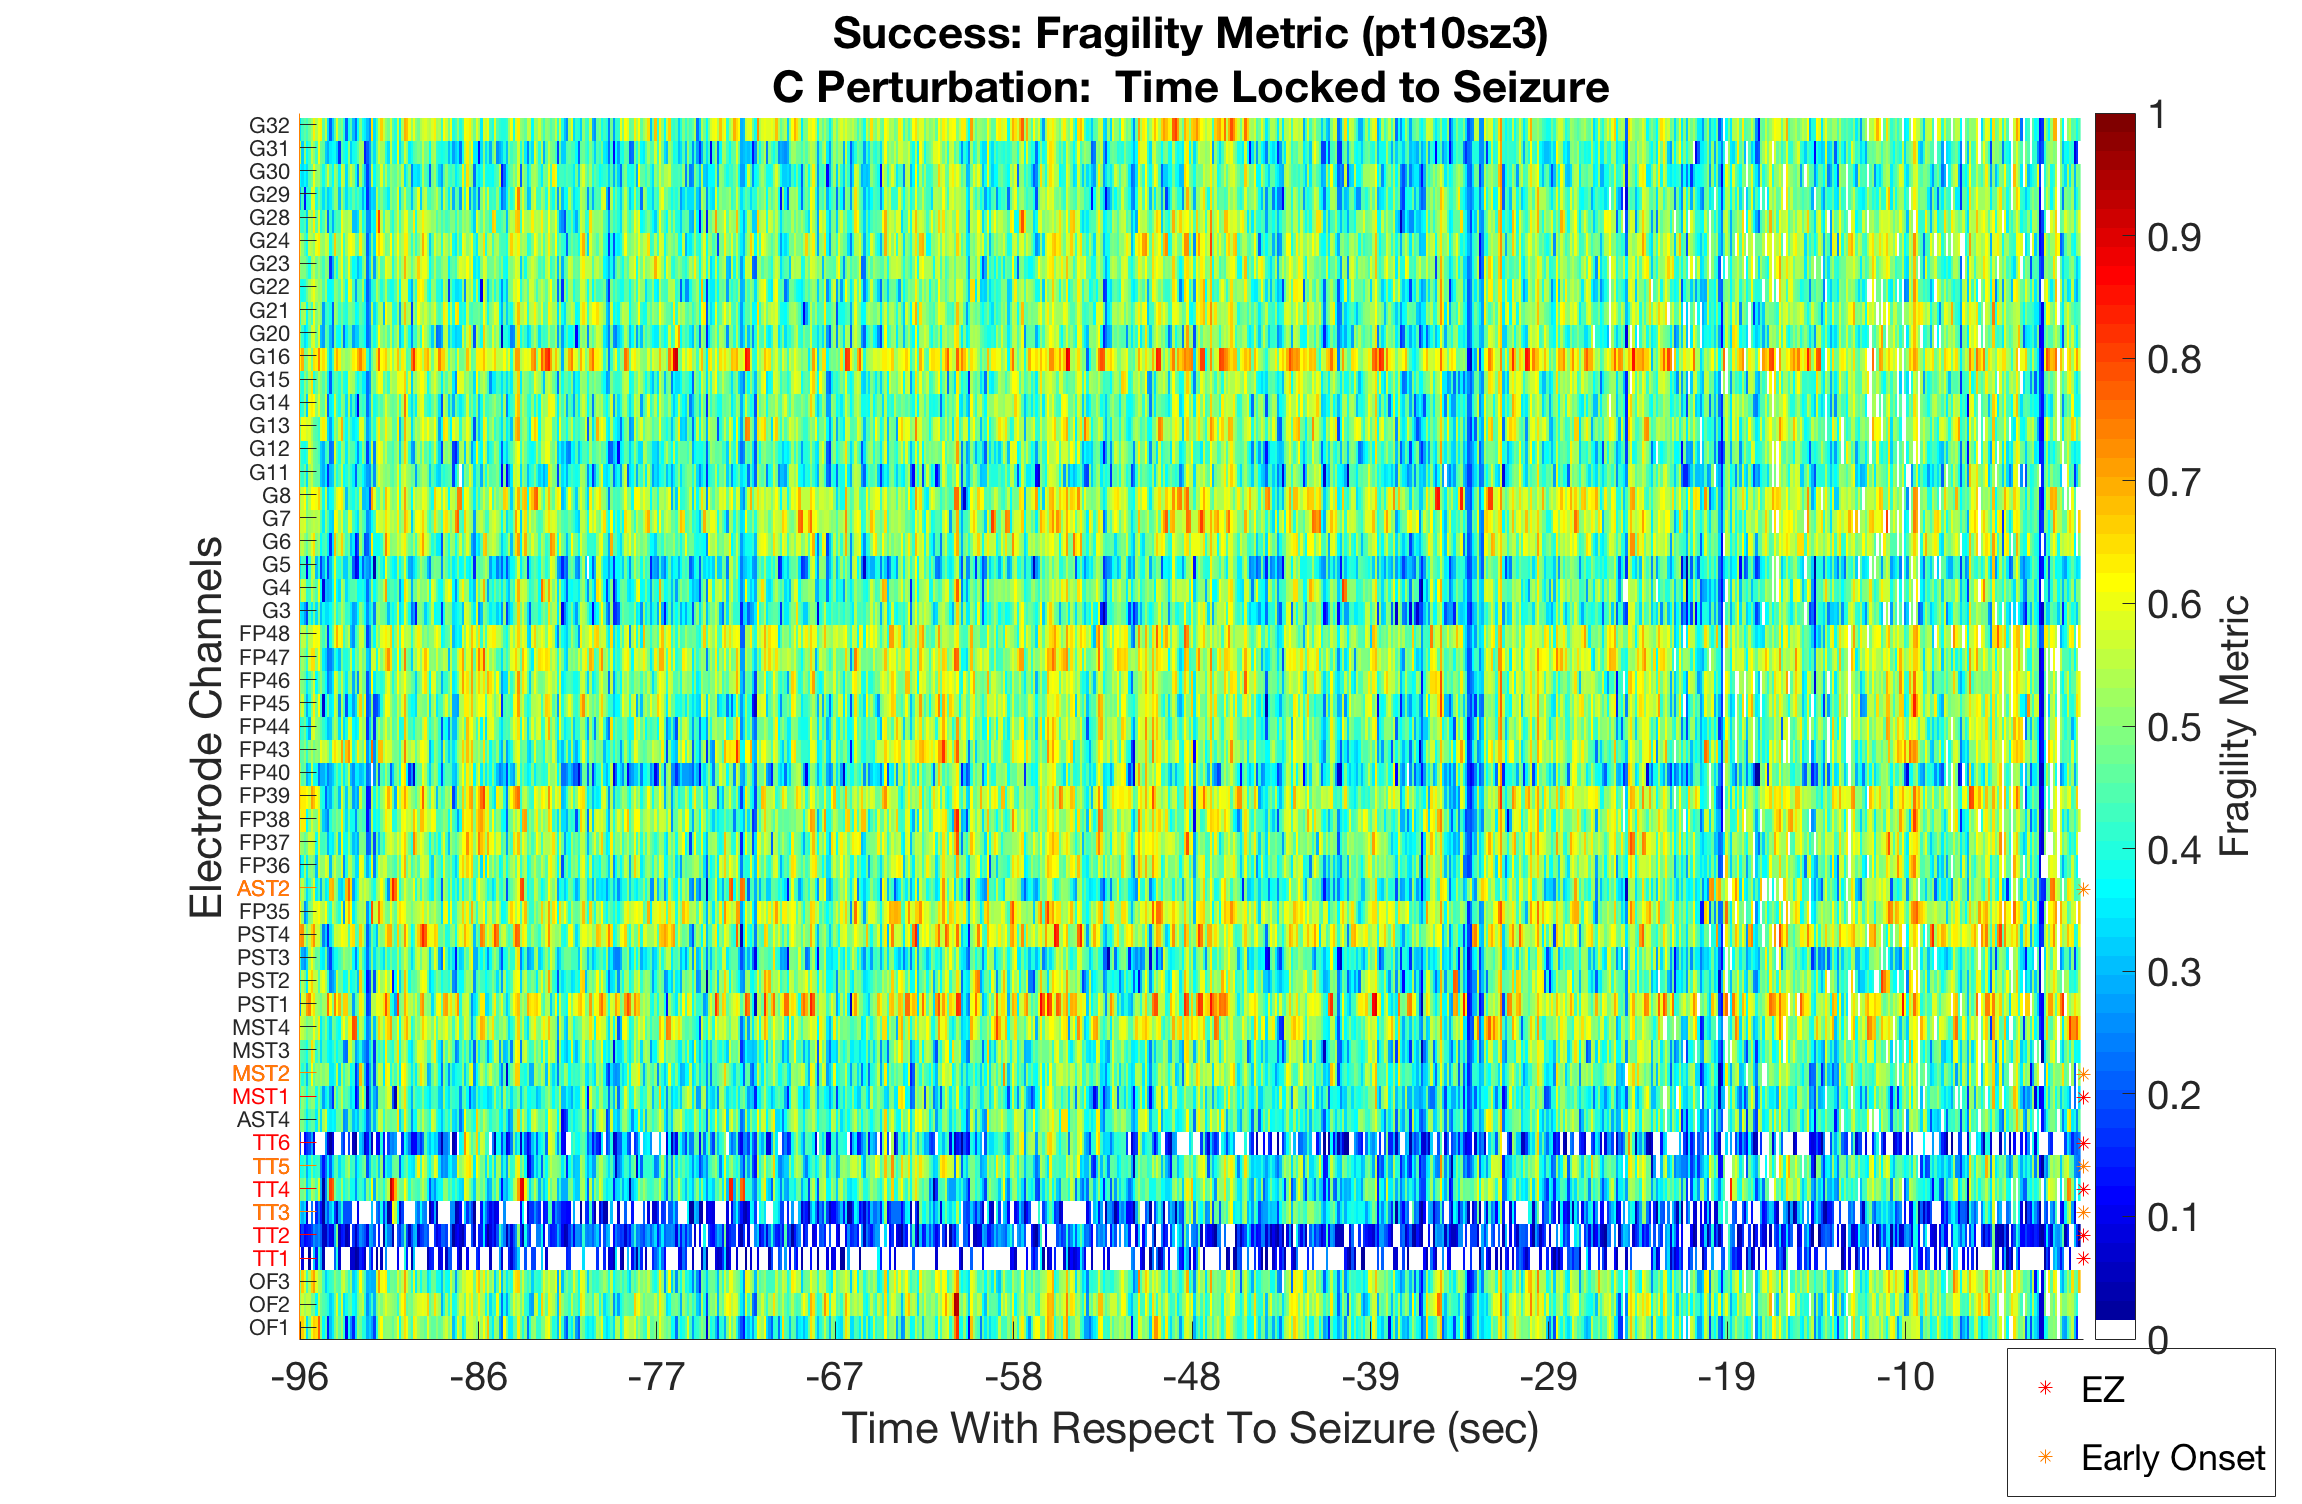 Success: Fragility Metric (pt10sz3)
C Perturbation:  Time Locked to Seizure
Electrode Channels
G32
G31
G30
G29
G28
G24
G23
G22
G21
G20
G16
G15
G14
G13
G12
G11
G8
G7
G6
G5
G4
G3
FP48
FP47
FP46
FP45
FP44
FP43
FP40
FP39
FP38
FP37
FP36
AST2
FP35
PST4
PST3
PST2
PST1
MST4
MST3
MST2
MST1
AST4
TT6
TT5
TT4
TT3
TT2
TT1
OF3
OF2
OF1
-96 -86 -77 -67 -58 -48 -39 -29 -19 -10
Time With Respect To Seizure (sec)
1
0.9
0.8
0.7
0.6
0.5
0.4
0.3
0.2
0.1
0
Fragility Metric
EZ
Early Onset